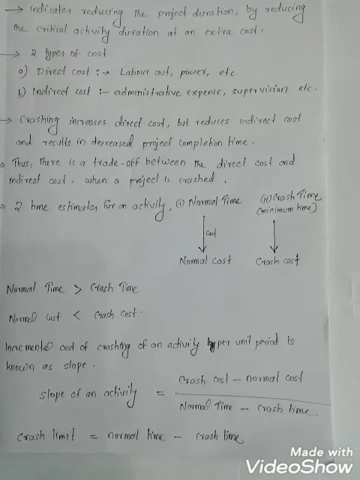 → Indicates reducing the project duration, by reducing
the critical activity duration at an extra cost.
→ 2 types of cost
a) Direct cost :→ Labour cost, power, etc
b) Indirect cost :- administrative expense, supervisions etc.
→ Crashing increases direct cost, but reduces indirect cost
and results in decreased project completion time.
Thus, there is a trade-off between the direct cost and
indirect cost, when a project is crashed.
2 time estimates for an activity, (i) Normal Time (ii) Crash Time
(minimum time)
cost
Normal cost Crash cost
Normal Time > Crash Time
Normal cost < Crash cost.
Incremental cost of crashing of an activity per unit period is
known as slope.
slope of an activity = Crash cost - normal cost
Normal Time - crash time
Crash limit = normal time - crash time
Made with
VideoShow